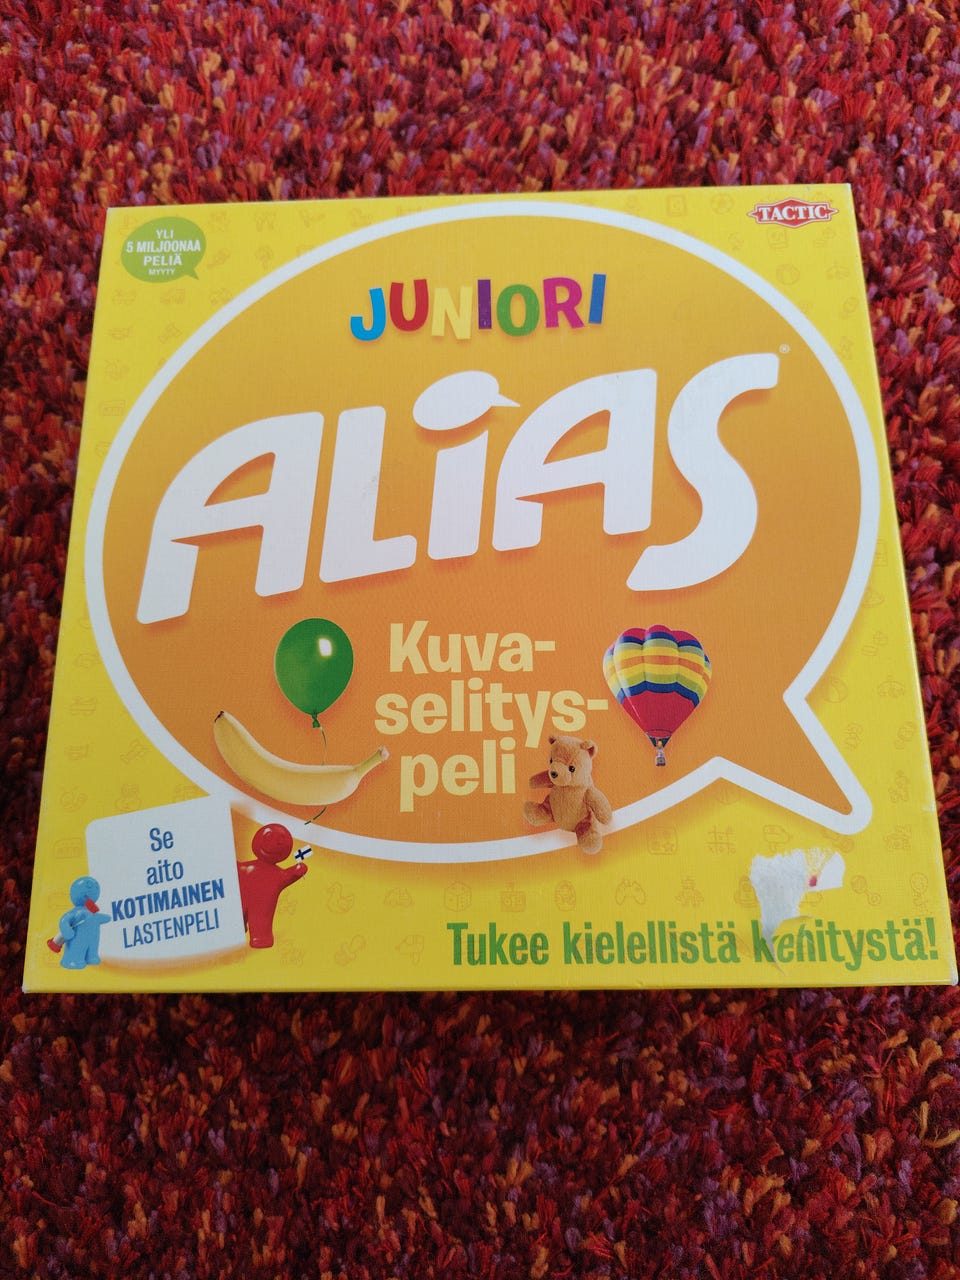 YLI
5 MILJOONAA
PELIÄ
MYYTY
TACTIC
JUNIORI
ALiAS®
Kuva-
selitys-
peli
Se
aito
KOTIMAINEN
LASTENPELI
Tukee kielellistä kehitystä!